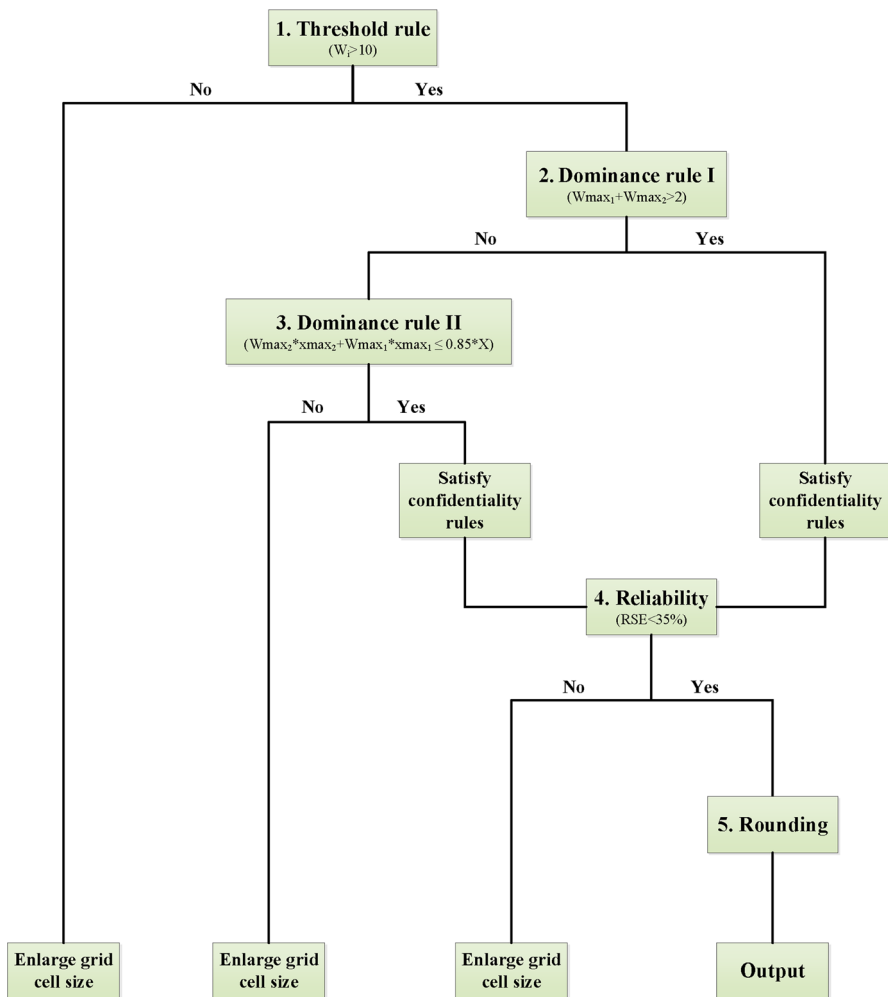 1. Threshold rule
(Wᵢ>10)
No
Yes
2. Dominance rule I
(Wmax₁+Wmax₂>2)
No
Yes
3. Dominance rule II
(Wmax₂*xmax₂+Wmax₁*xmax₁ ≤ 0.85*X)
No
Yes
Satisfy
confidentiality
rules
Satisfy
confidentiality
rules
4. Reliability
(RSE<35%)
No
Yes
5. Rounding
Enlarge grid
cell size
Enlarge grid
cell size
Enlarge grid
cell size
Output